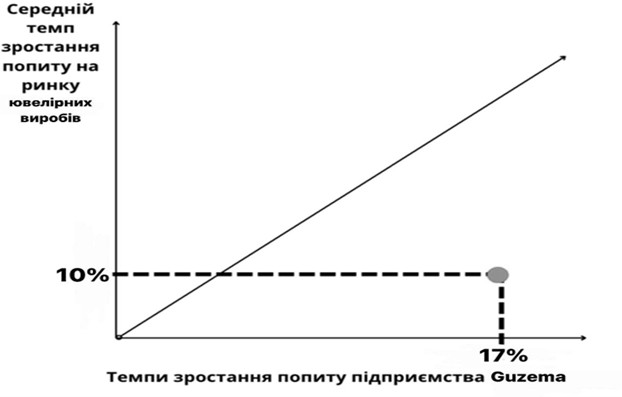 Середній
темп
зростання
попиту на
ринку
ювелірних
виробів
10%
17%
Темпи зростання попиту підприємства Guzema